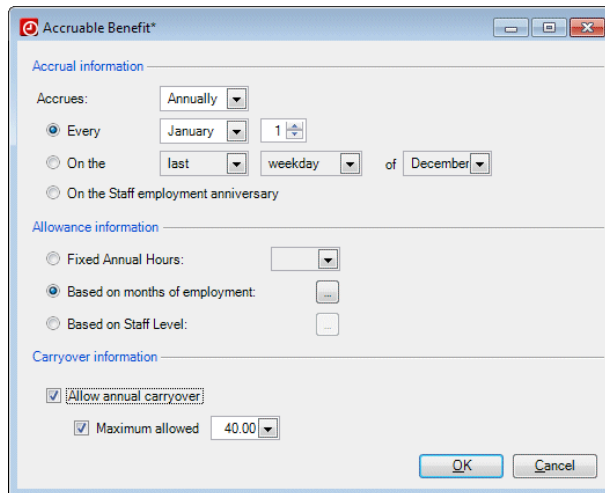 Accruable Benefit*
Accrual information
Accrues: Annually
Every January 1
On the last weekday of December
On the Staff employment anniversary
Allowance information
Fixed Annual Hours:
Based on months of employment: ...
Based on Staff Level: ...
Carryover information
Allow annual carryover
Maximum allowed 40.00
OK Cancel